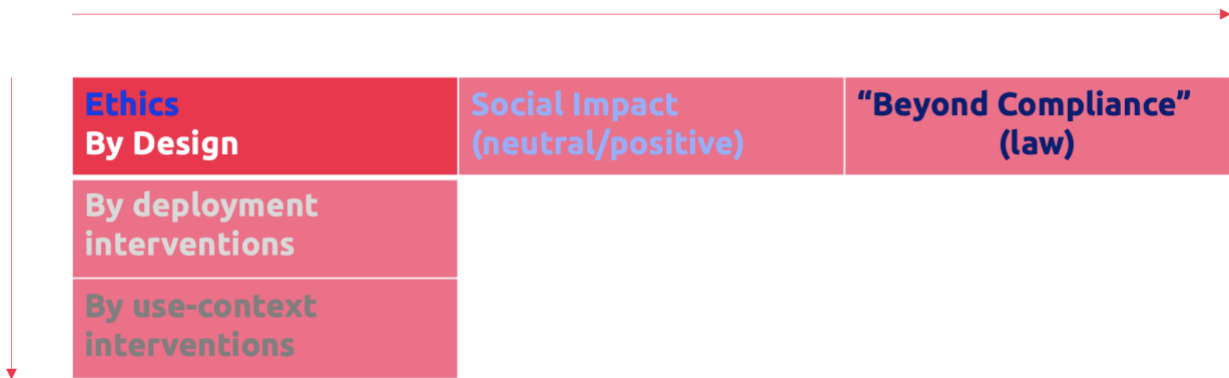 Ethics
By Design
Social Impact
(neutral/positive)
“Beyond Compliance”
(law)
By deployment
interventions
By use-context
interventions